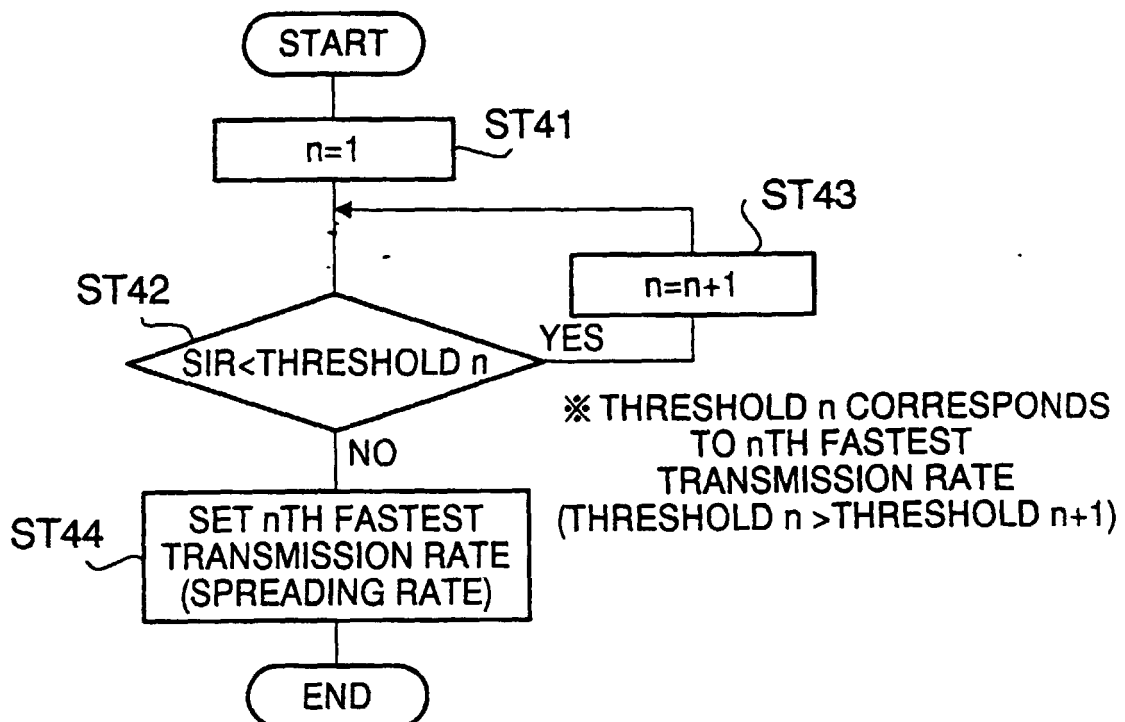 START
n=1
ST41
ST43
n=n+1
ST42
SIR<THRESHOLD n
YES
※ THRESHOLD n CORRESPONDS
TO nTH FASTEST
TRANSMISSION RATE
(THRESHOLD n >THRESHOLD n+1)
NO
ST44
SET nTH FASTEST
TRANSMISSION RATE
(SPREADING RATE)
END